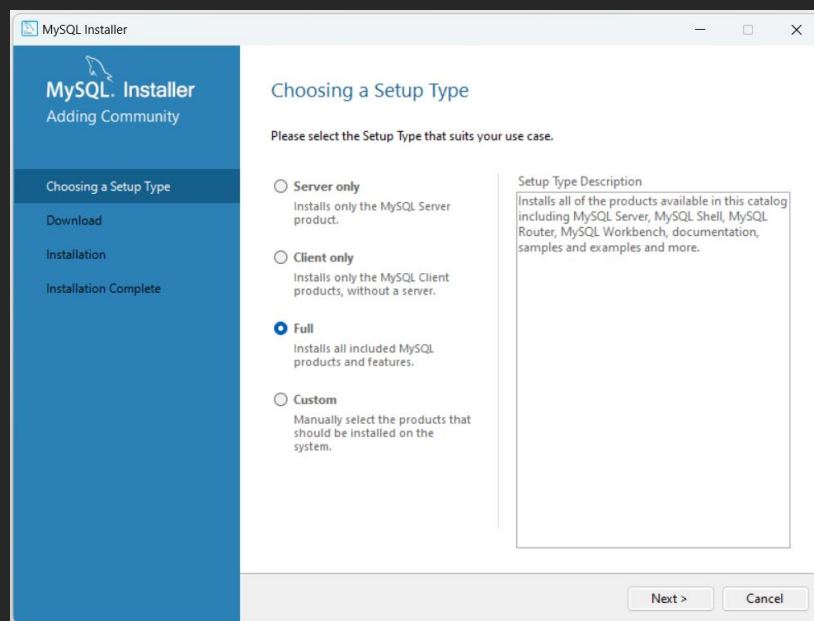 MySQL Installer
MySQL. Installer
Adding Community
Choosing a Setup Type
Download
Installation
Installation Complete
Choosing a Setup Type
Please select the Setup Type that suits your use case.
Server only
Installs only the MySQL Server
product.
Client only
Installs only the MySQL Client
products, without a server.
Full
Installs all included MySQL
products and features.
Custom
Manually select the products that
should be installed on the
system.
Setup Type Description
Installs all of the products available in this catalog
including MySQL Server, MySQL Shell, MySQL
Router, MySQL Workbench, documentation,
samples and examples and more.
Next >
Cancel